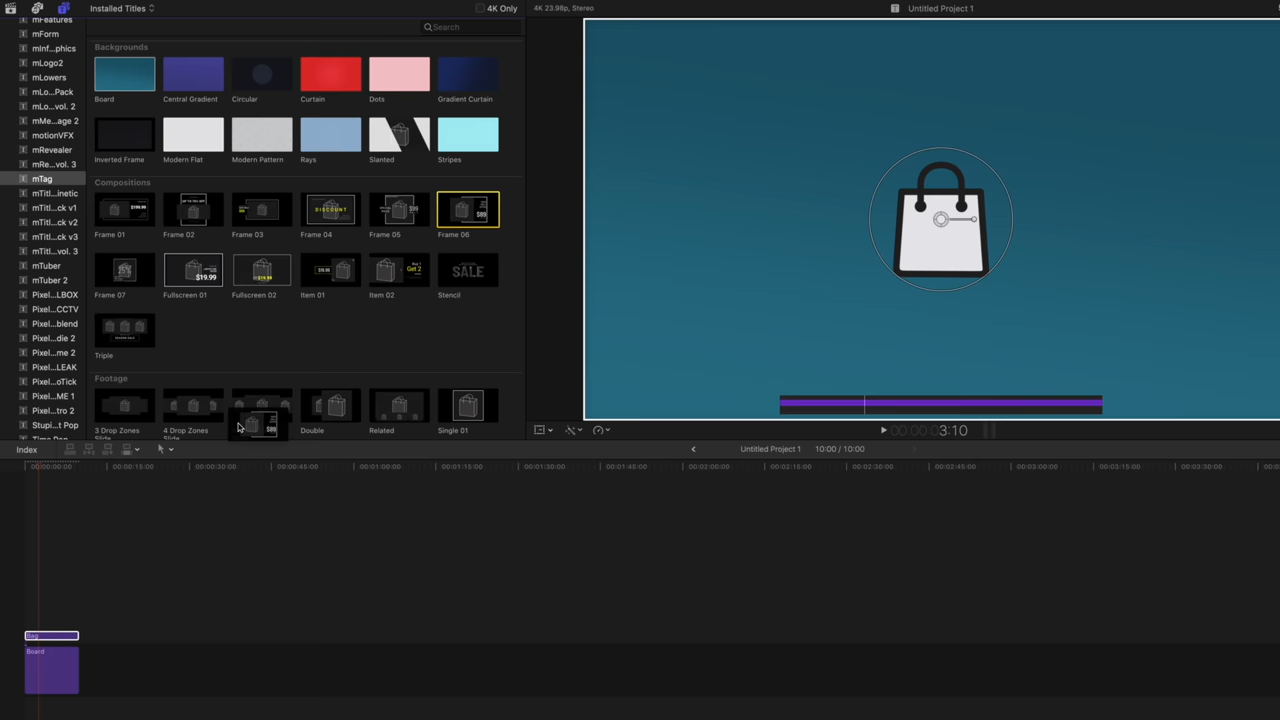 Installed Titles
4K Only
4K 23.98p, Stereo
Untitled Project 1
Search
mFeatures
mForm
mInf...phics
mLogo2
mLowers
mLo...Pack
mLo...vol. 2
mMe...age 2
motionVFX
mRevealer
mRe...vol. 3
mTag
mTitl...inetic
mTitl...ck v1
mTitl...ck v2
mTitl...ck v3
mTitl...vol. 3
mTuber
mTuber 2
Pixel...LBOX
Pixel...CCTV
Pixel...blend
Pixel...die 2
Pixel...me 2
Pixel...LEAK
Pixel...oTick
Pixel...ME 1
Pixel...tro 2
Stupi...t Pop
Backgrounds
Board
Central Gradient
Circular
Curtain
Dots
Gradient Curtain
Inverted Frame
Modern Flat
Modern Pattern
Rays
Slanted
Stripes
Compositions
Frame 01
Frame 02
Frame 03
DISCOUNT
Frame 04
Frame 05
$89
Frame 06
Frame 07
$19.99
Fullscreen 01
$19.99
Fullscreen 02
Item 01
Get 2
Item 02
SALE
Stencil
Triple
Footage
3 Drop Zones
Slide
4 Drop Zones
Slide
$89
Double
Related
Single 01
3:10
Index
Untitled Project 1
10:00 / 10:00
00:00:00:00
00:00:15:00
00:00:30:00
00:00:45:00
00:01:00:00
00:01:15:00
00:01:30:00
00:01:45:00
00:02:00:00
00:02:15:00
00:02:30:00
00:02:45:00
00:03:00:00
00:03:15:00
00:03:30:00
Bag
Board